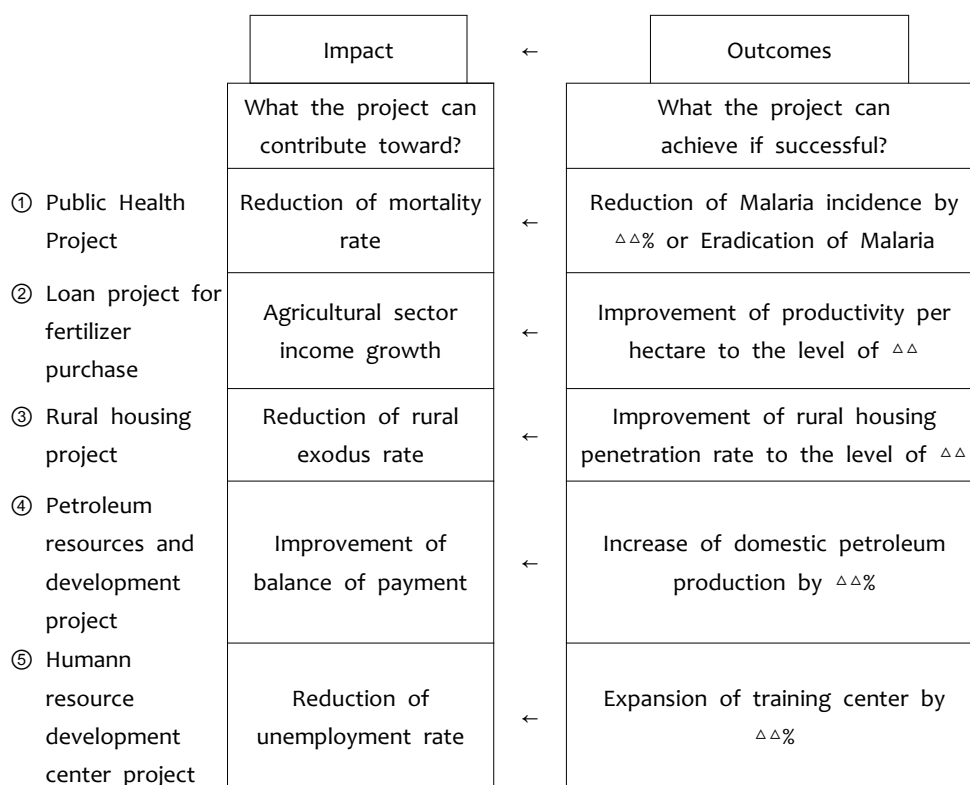 Impact
←
Outcomes
What the project can
contribute toward?
What the project can
achieve if successful?
① Public Health
Project
Reduction of mortality
rate
←
Reduction of Malaria incidence by
△△% or Eradication of Malaria
② Loan project for
fertilizer
purchase
Agricultural sector
income growth
←
Improvement of productivity per
hectare to the level of △△
③ Rural housing
project
Reduction of rural
exodus rate
←
Improvement of rural housing
penetration rate to the level of △△
④ Petroleum
resources and
development
project
Improvement of
balance of payment
←
Increase of domestic petroleum
production by △△%
⑤ Humann
resource
development
center project
Reduction of
unemployment rate
←
Expansion of training center by
△△%